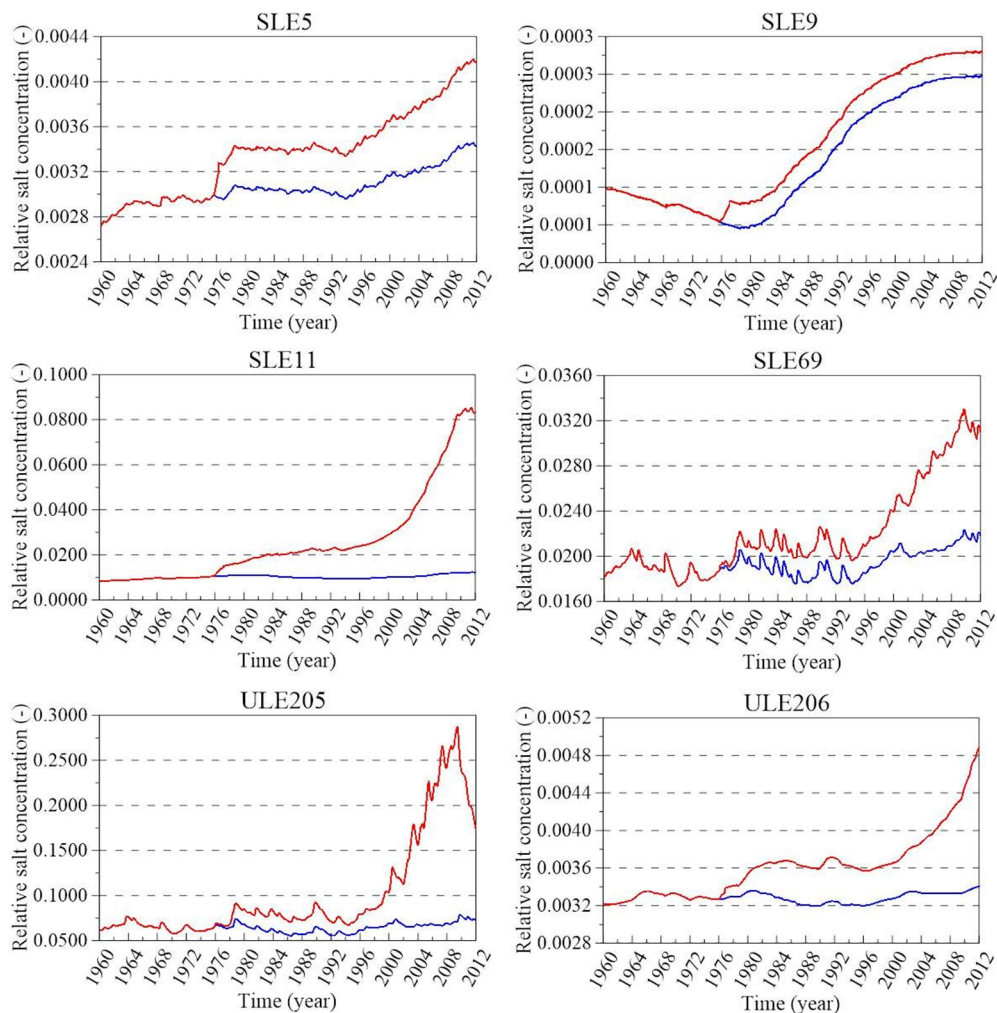 SLE5
Relative salt concentration (-)
0.0044
0.0040
0.0036
0.0032
0.0028
0.0024
1960 1964 1968 1972 1976 1980 1984 1988 1992 1996 2000 2004 2008 2012
Time (year)
SLE9
Relative salt concentration (-)
0.0003
0.0003
0.0002
0.0002
0.0001
0.0001
0.0000
1960 1964 1968 1972 1976 1980 1984 1988 1992 1996 2000 2004 2008 2012
Time (year)
SLE11
Relative salt concentration (-)
0.1000
0.0800
0.0600
0.0400
0.0200
0.0000
1960 1964 1968 1972 1976 1980 1984 1988 1992 1996 2000 2004 2008 2012
Time (year)
SLE69
Relative salt concentration (-)
0.0360
0.0320
0.0280
0.0240
0.0200
0.0160
1960 1964 1968 1972 1976 1980 1984 1988 1992 1996 2000 2004 2008 2012
Time (year)
ULE205
Relative salt concentration (-)
0.3000
0.2500
0.2000
0.1500
0.1000
0.0500
1960 1964 1968 1972 1976 1980 1984 1988 1992 1996 2000 2004 2008 2012
Time (year)
ULE206
Relative salt concentration (-)
0.0052
0.0048
0.0044
0.0040
0.0036
0.0032
0.0028
1960 1964 1968 1972 1976 1980 1984 1988 1992 1996 2000 2004 2008 2012
Time (year)